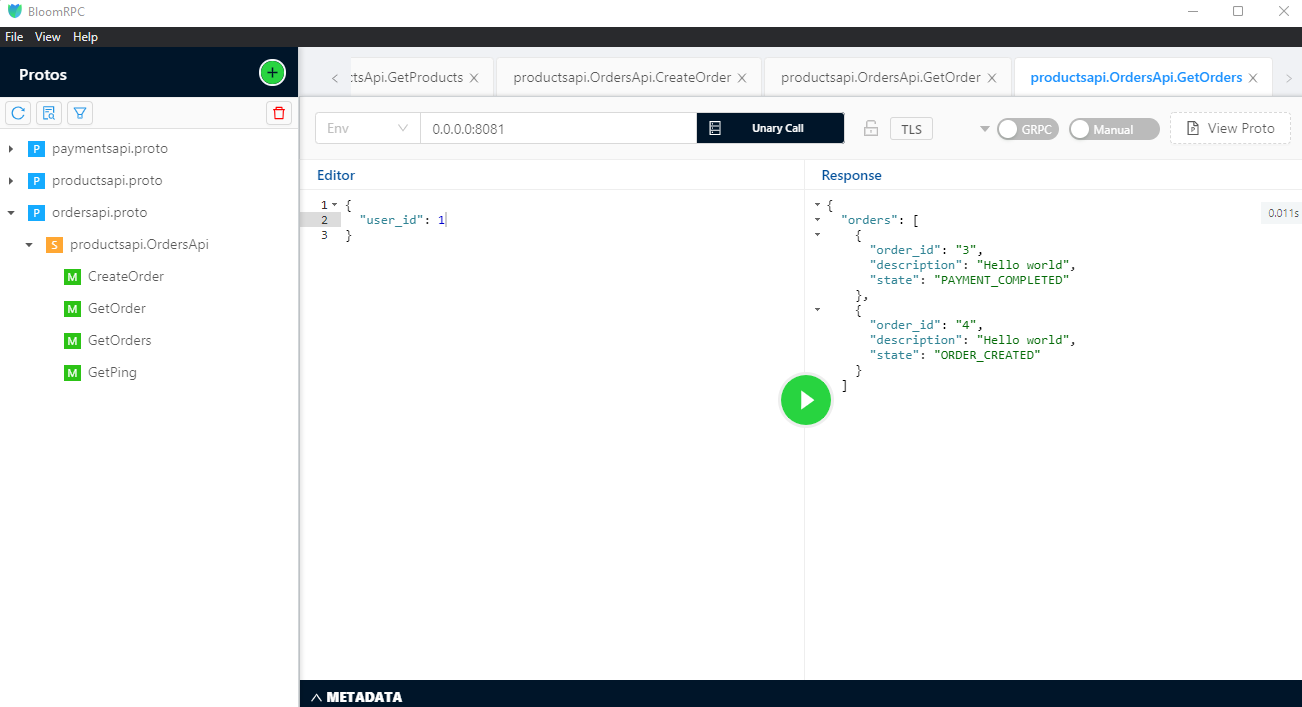 BloomRPC
File View Help
Protos
ctsApi.GetProducts
productsapi.OrdersApi.CreateOrder
productsapi.OrdersApi.GetOrder
productsapi.OrdersApi.GetOrders
Env
0.0.0.0:8081
Unary Call
TLS
GRPC
Manual
View Proto
P paymentsapi.proto
P productsapi.proto
P ordersapi.proto
S productsapi.OrdersApi
M CreateOrder
M GetOrder
M GetOrders
M GetPing
Editor
1 {
2 "user_id": 1
3 }
Response
0.011s
{
"orders": [
{
"order_id": "3",
"description": "Hello world",
"state": "PAYMENT_COMPLETED"
},
{
"order_id": "4",
"description": "Hello world",
"state": "ORDER_CREATED"
}
]
METADATA